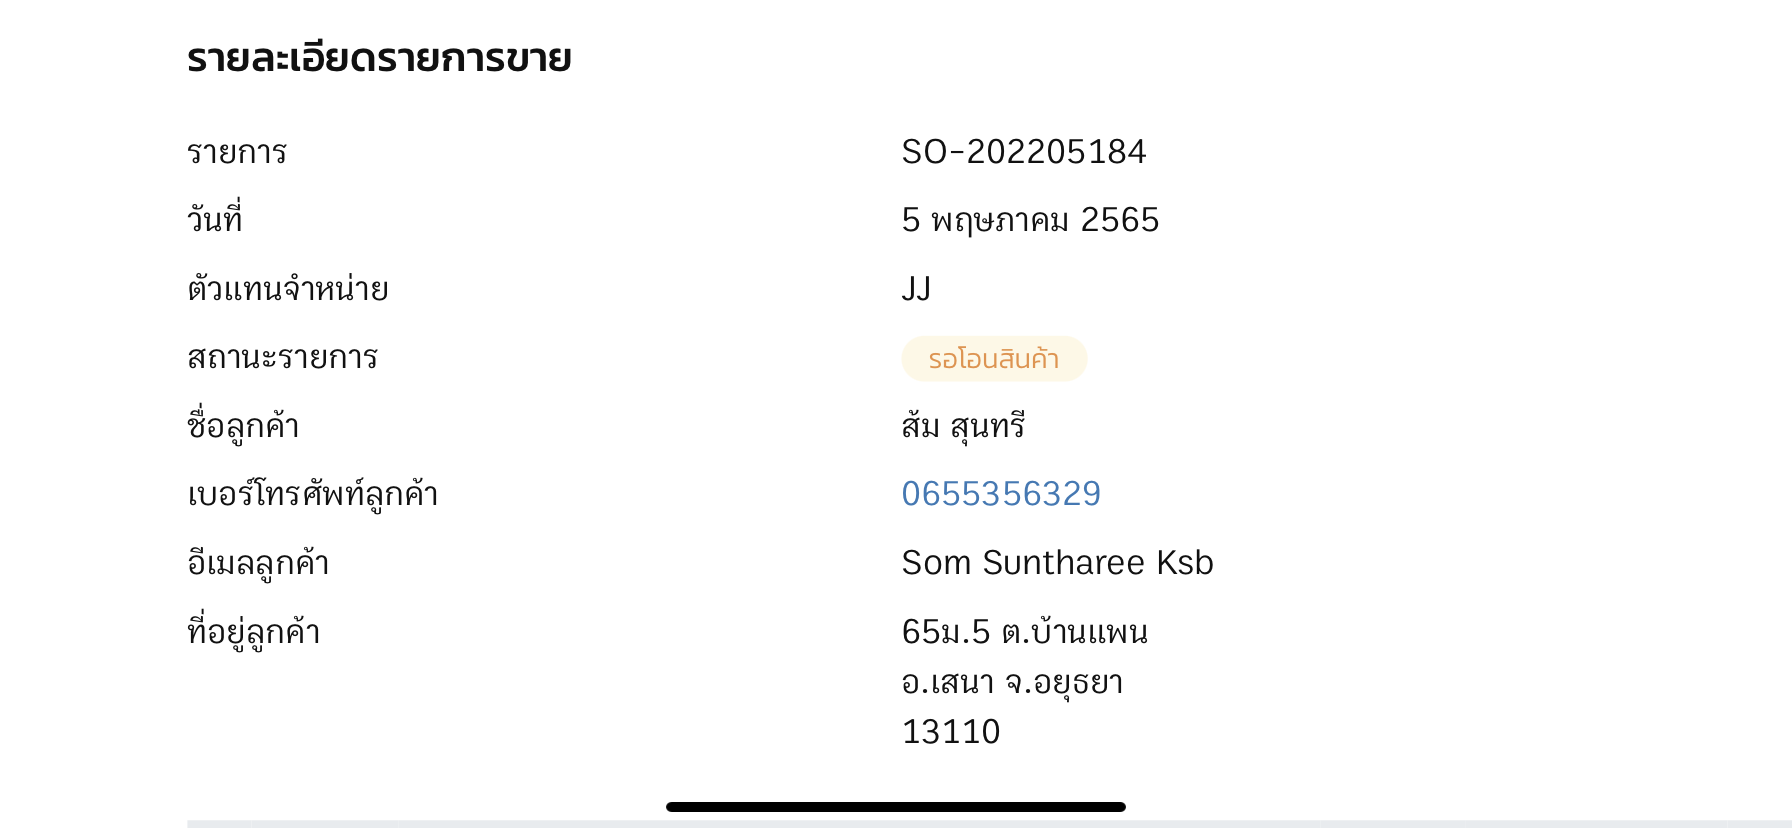 รายละเอียดรายการขาย
รายการ SO-202205184
วันที่ 5 พฤษภาคม 2565
ตัวแทนจำหน่าย JJ
สถานะรายการ รอโอนสินค้า
ชื่อลูกค้า ส้ม สุนทรี
เบอร์โทรศัพท์ลูกค้า 0655356329
อีเมลลูกค้า Som Suntharee Ksb
ที่อยู่ลูกค้า 65ม.5 ต.บ้านแพน
อ.เสนา จ.อยุธยา
13110